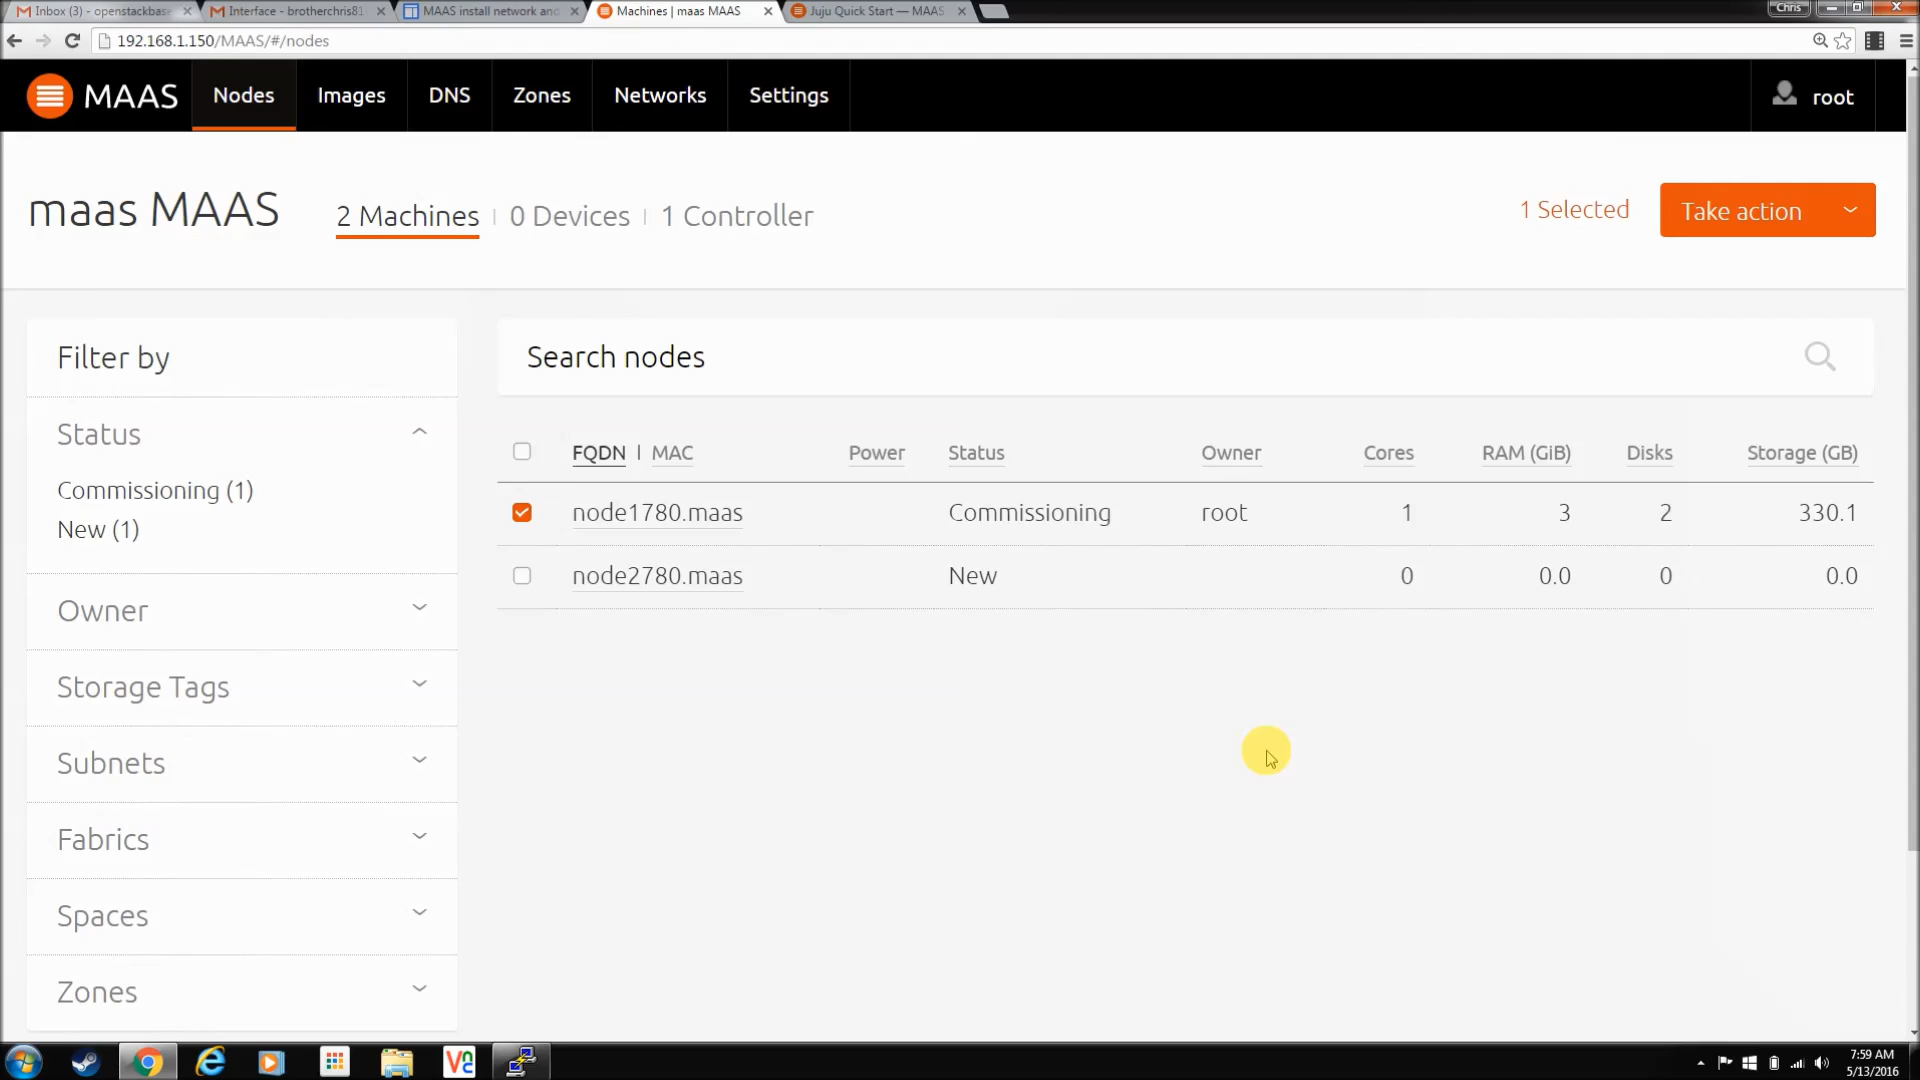 Inbox (3) - openstackbase
Interface - brotherchris81
MAAS install network and
Machines | maas MAAS
Juju Quick Start — MAAS
Chris
192.168.1.150/MAAS/#/nodes
MAAS
Nodes
Images
DNS
Zones
Networks
Settings
root
maas MAAS
2 Machines
0 Devices
1 Controller
1 Selected
Take action
Filter by
Status
Commissioning (1)
New (1)
Owner
Storage Tags
Subnets
Fabrics
Spaces
Zones
Search nodes
FQDN | MAC Power Status Owner Cores RAM (GiB) Disks Storage (GB)
node1780.maas Commissioning root 1 3 2 330.1
node2780.maas New 0 0.0 0 0.0
7:59 AM
5/13/2016